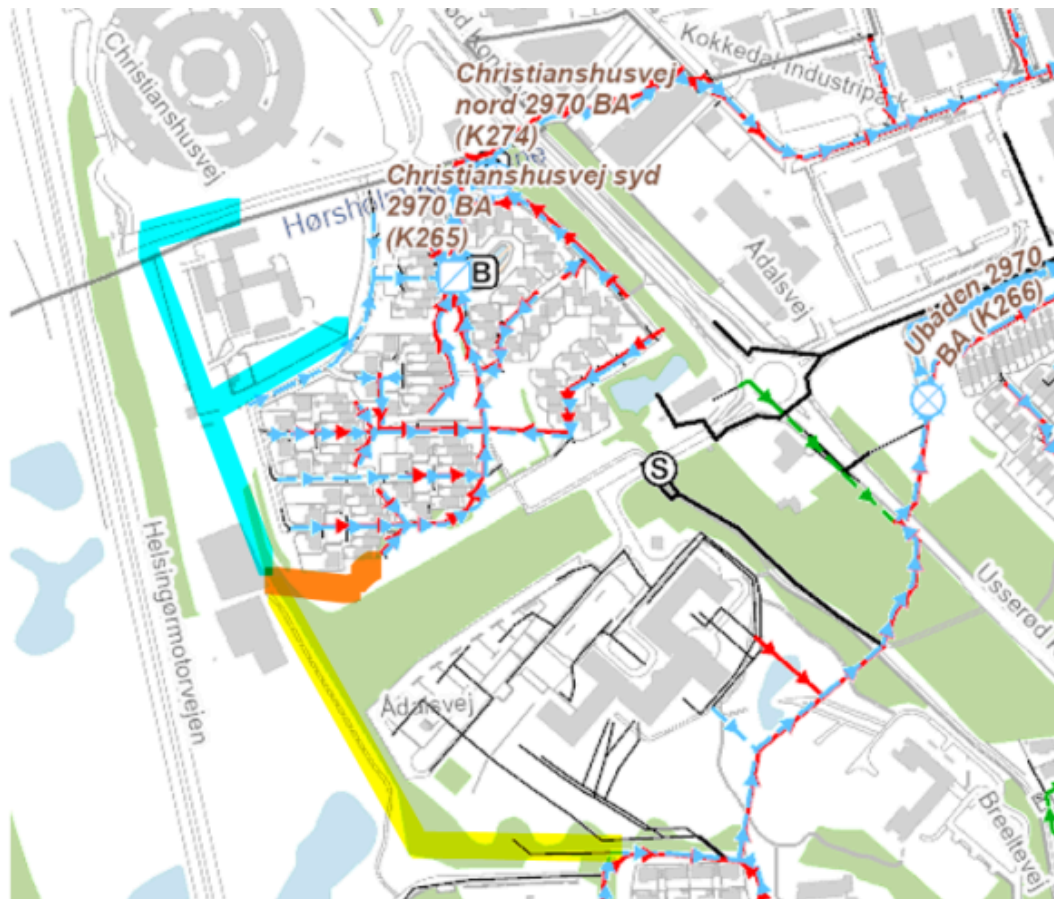 Christianshusvej
Kokkedal Industripark
Christianshusvej
nord 2970 BA
(K274)
Christianshusvej syd
2970 BA
(K265)
B
Adalsvej
Ubåden 2970
BA (K266)
S
Helsingørmotorvejen
Adalsvej
Breeltevej